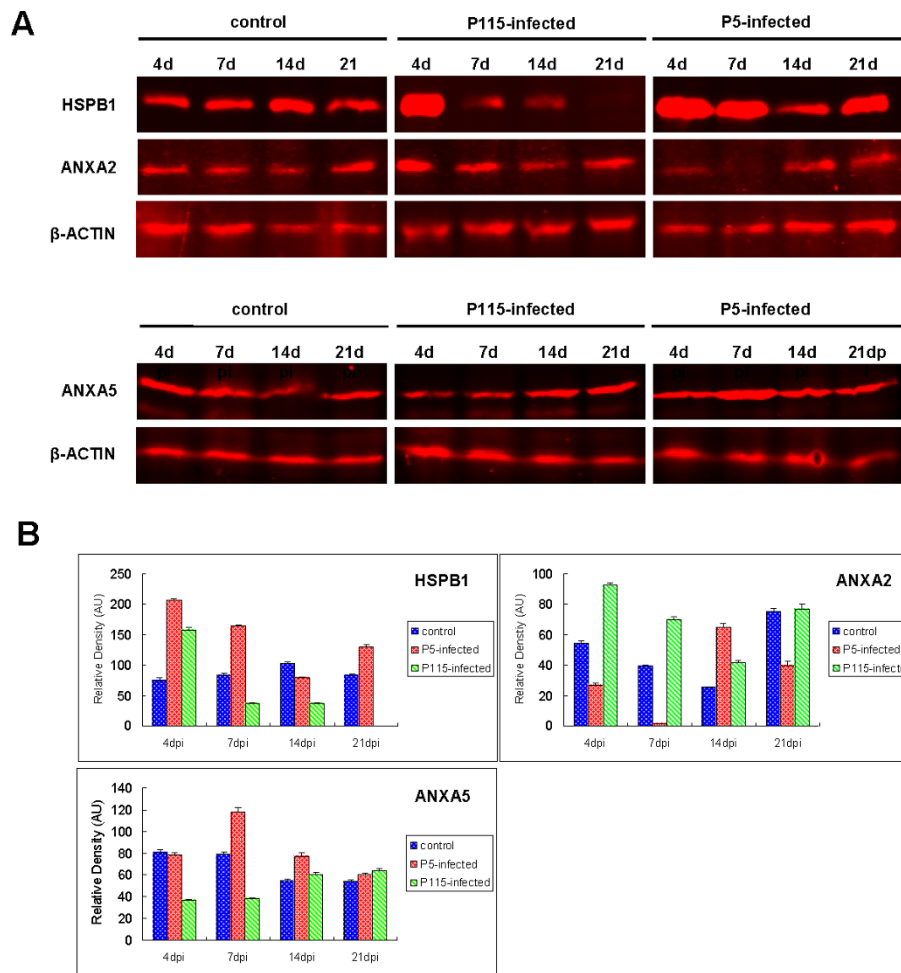 A
control P115-infected P5-infected
4d 7d 14d 21 4d 7d 14d 21d 4d 7d 14d 21d
HSPB1
ANXA2
β-ACTIN
control P115-infected P5-infected
4d 7d 14d 21d 4d 7d 14d 21d 4d 7d 14d 21dp
pi pi pi
ANXA5
β-ACTIN
B
HSPB1
Relative Density (AU)
250
200
150
100
50
0
4dpi 7dpi 14dpi 21dpi
control
P5-infected
P115-infected
ANXA2
Relative Density (AU)
100
80
60
40
20
0
4dpi 7dpi 14dpi 21dpi
control
P5-infected
P115-infected
ANXA5
Relative Density (AU)
140
120
100
80
60
40
20
0
4dpi 7dpi 14dpi 21dpi
control
P5-infected
P115-infected